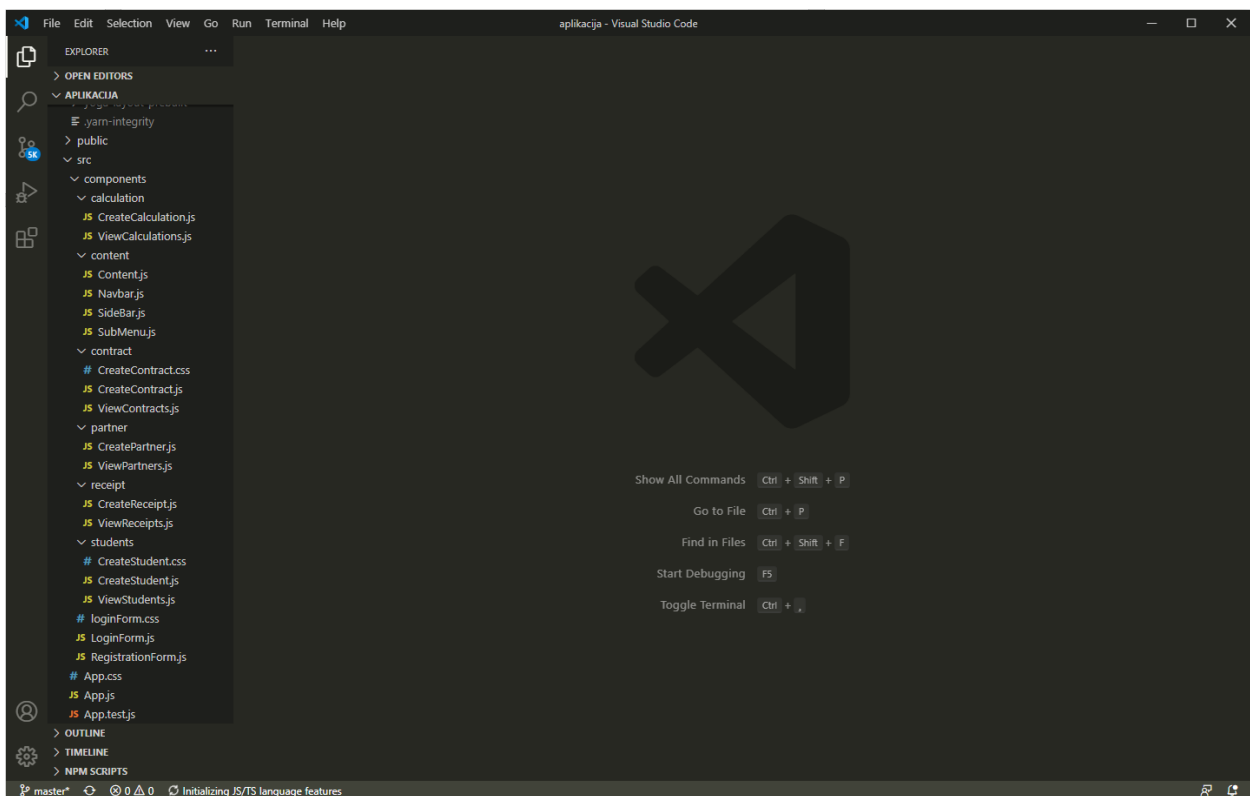 File Edit Selection View Go Run Terminal Help aplikacija - Visual Studio Code
EXPLORER ...
OPEN EDITORS
APLIKACIJA
.yarn-integrity
public
src
components
calculation
JS CreateCalculation.js
JS ViewCalculations.js
content
JS Content.js
JS Navbar.js
JS SideBar.js
JS SubMenu.js
contract
# CreateContract.css
JS CreateContract.js
JS ViewContracts.js
partner
JS CreatePartner.js
JS ViewPartners.js
receipt
JS CreateReceipt.js
JS ViewReceipts.js
students
# CreateStudent.css
JS CreateStudent.js
JS ViewStudents.js
# loginForm.css
JS LoginForm.js
JS RegistrationForm.js
# App.css
JS App.js
JS App.test.js
OUTLINE
TIMELINE
NPM SCRIPTS
5K
Show All Commands Ctrl + Shift + P
Go to File Ctrl + P
Find in Files Ctrl + Shift + F
Start Debugging F5
Toggle Terminal Ctrl + ¸
master* 0 0 Initializing JS/TS language features